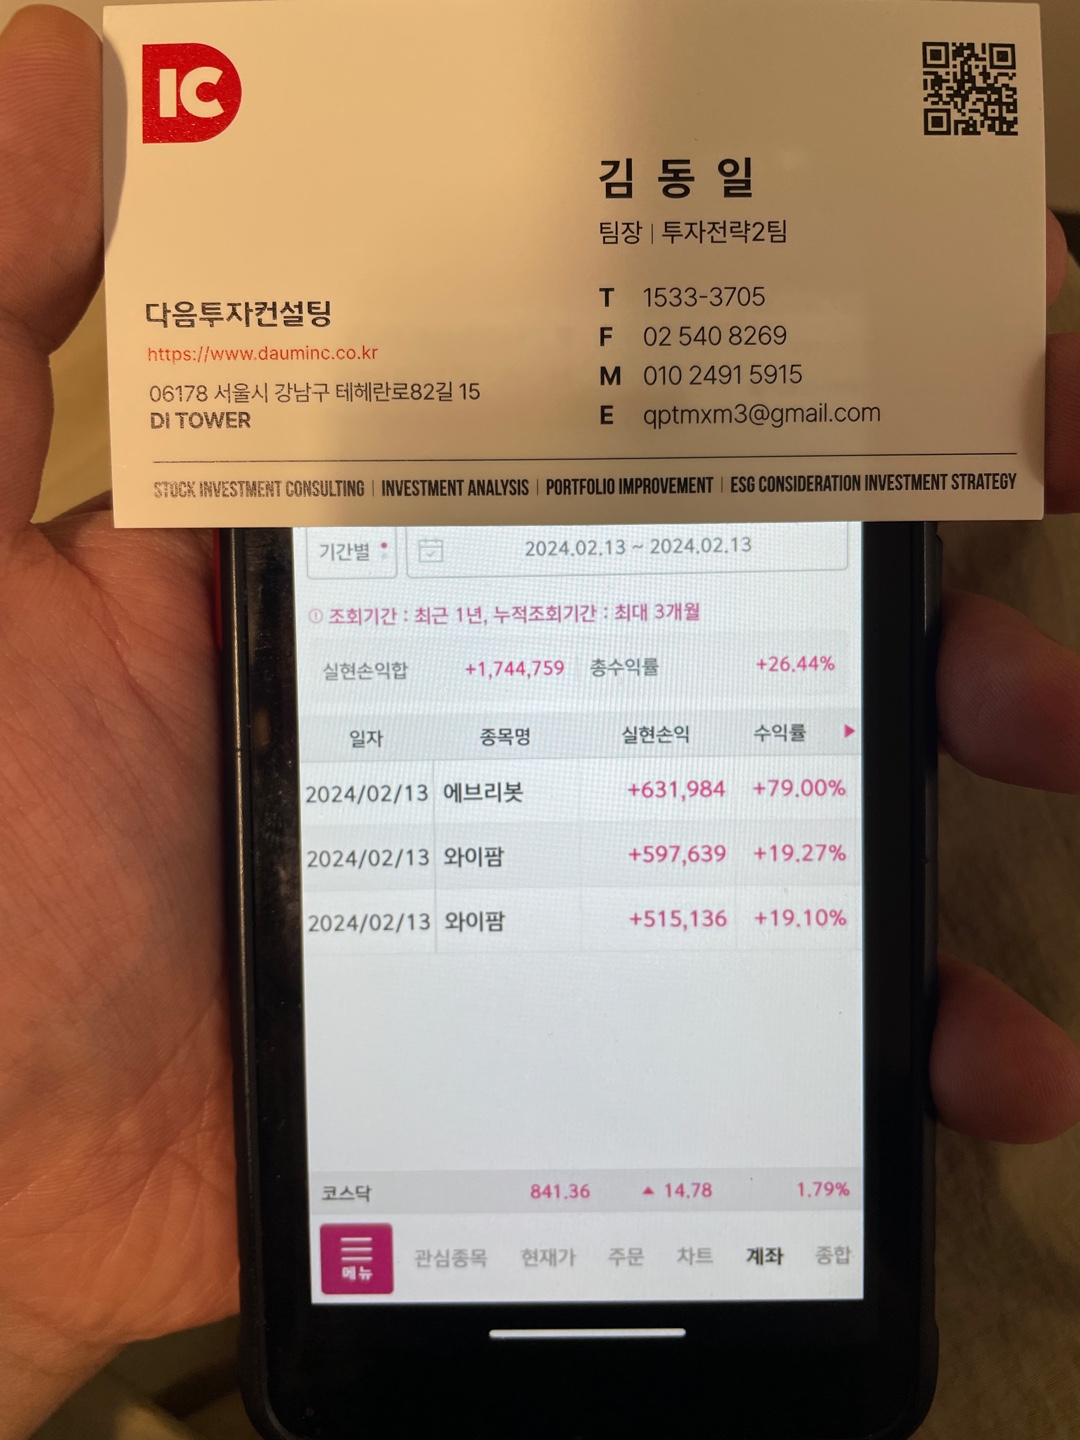 IC
김동일
팀장 | 투자전략2팀
다음투자컨설팅
https://www.dauminc.co.kr
06178 서울시 강남구 테헤란로82길 15
DI TOWER
T 1533-3705
F 02 540 8269
M 010 2491 5915
E qptmxm3@gmail.com
STOCK INVESTMENT CONSULTING | INVESTMENT ANALYSIS | PORTFOLIO IMPROVEMENT | ESG CONSIDERATION INVESTMENT STRATEGY
기간별 2024.02.13 ~ 2024.02.13
조회기간 : 최근 1년, 누적조회기간 : 최대 3개월
실현손익합 +1,744,759 총수익률 +26.44%
일자 종목명 실현손익 수익률
2024/02/13 에브리봇 +631,984 +79.00%
2024/02/13 와이팜 +597,639 +19.27%
2024/02/13 와이팜 +515,136 +19.10%
코스닥 841.36 ▲ 14.78 1.79%
메뉴 관심종목 현재가 주문 차트 계좌 종합